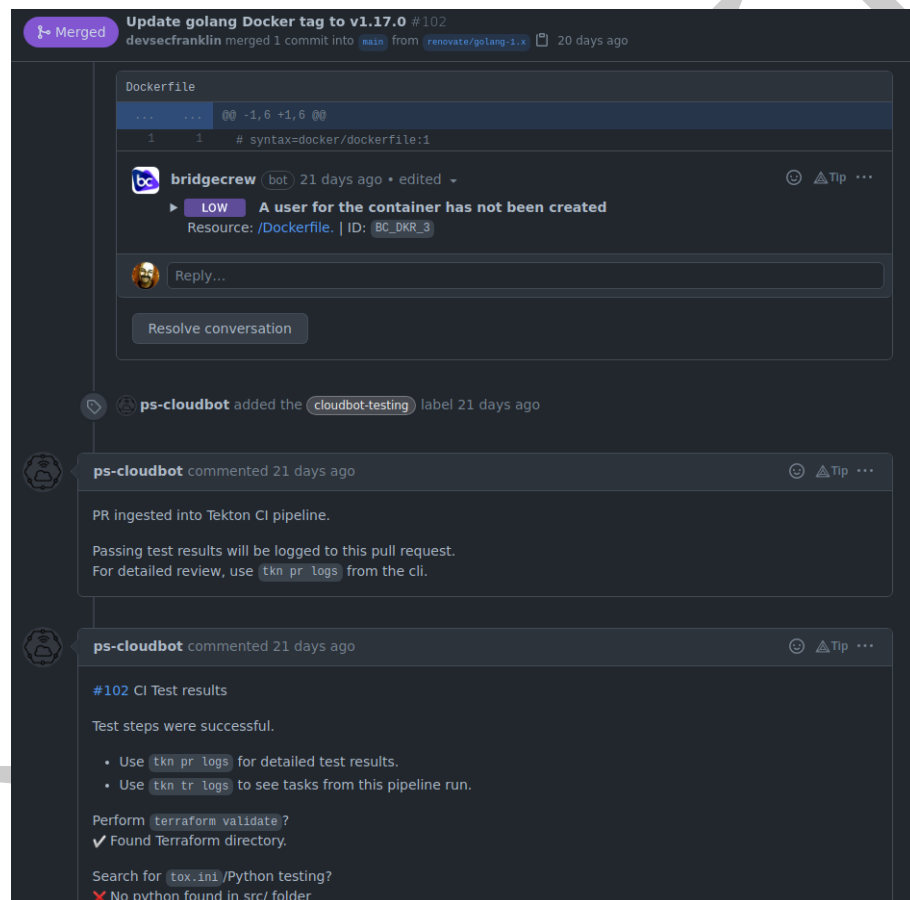 Merged
Update golang Docker tag to v1.17.0 #102
devsecfranklin merged 1 commit into main from renovate/golang-1.x 20 days ago
Dockerfile
... ... @@ -1,6 +1,6 @@
1 1 # syntax=docker/dockerfile:1
bc bridgecrew bot 21 days ago • edited
Tip ...
LOW A user for the container has not been created
Resource: /Dockerfile. | ID: BC_DKR_3
Reply...
Resolve conversation
ps-cloudbot added the cloudbot-testing label 21 days ago
ps-cloudbot commented 21 days ago
Tip ...
PR ingested into Tekton CI pipeline.
Passing test results will be logged to this pull request.
For detailed review, use tkn pr logs from the cli.
ps-cloudbot commented 21 days ago
Tip ...
#102 CI Test results
Test steps were successful.
• Use tkn pr logs for detailed test results.
• Use tkn tr logs to see tasks from this pipeline run.
Perform terraform validate ?
✔ Found Terraform directory.
Search for tox.ini /Python testing?
❌ No python found in src/ folder